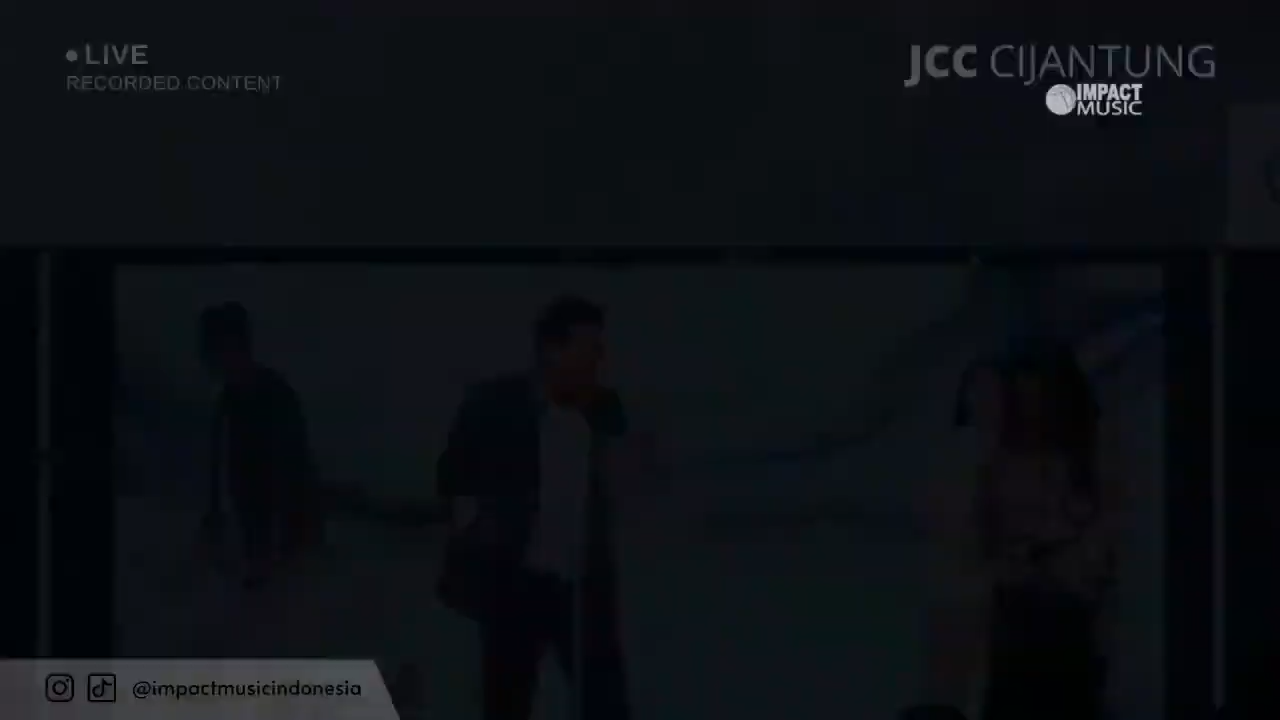 LIVE
RECORDED CONTENT
JCC CIJANTUNG
IMPACT
MUSIC
@impactmusicindonesia